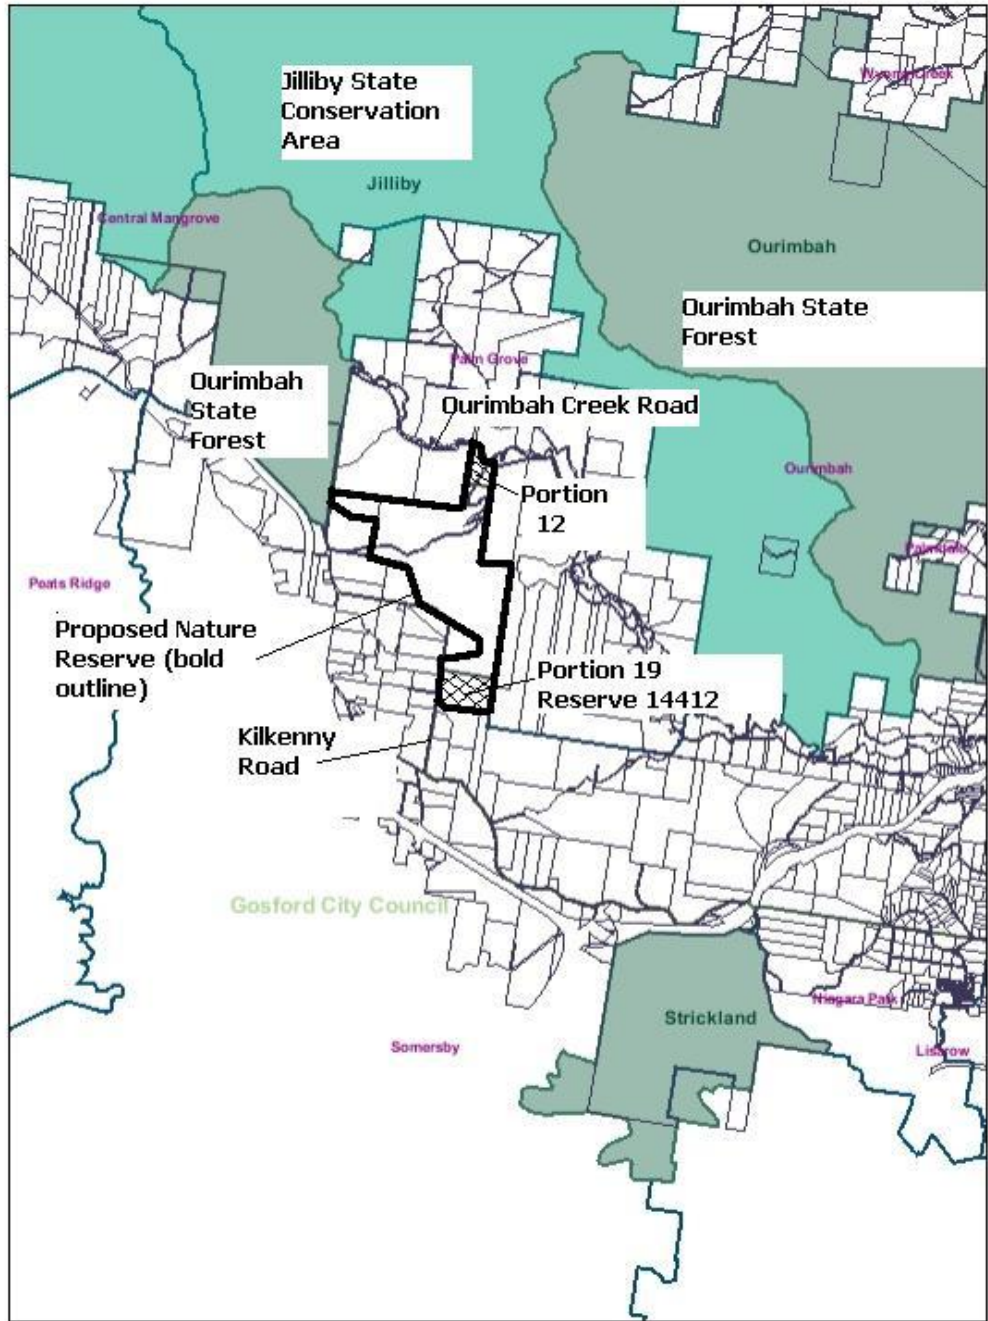 Jilliby State
Conservation
Area
Wyong Creek
Jilliby
Central Mangrove
Ourimbah
Ourimbah State
Forest
Palm Grove
Ourimbah
State
Forest
Ourimbah Creek Road
Ourimbah
Portion
12
Palmdale
Peats Ridge
Proposed Nature
Reserve (bold
outline)
Portion 19
Reserve 14412
Kilkenny
Road
Gosford City Council
Niagara Park
Strickland
Somersby
Lisarow